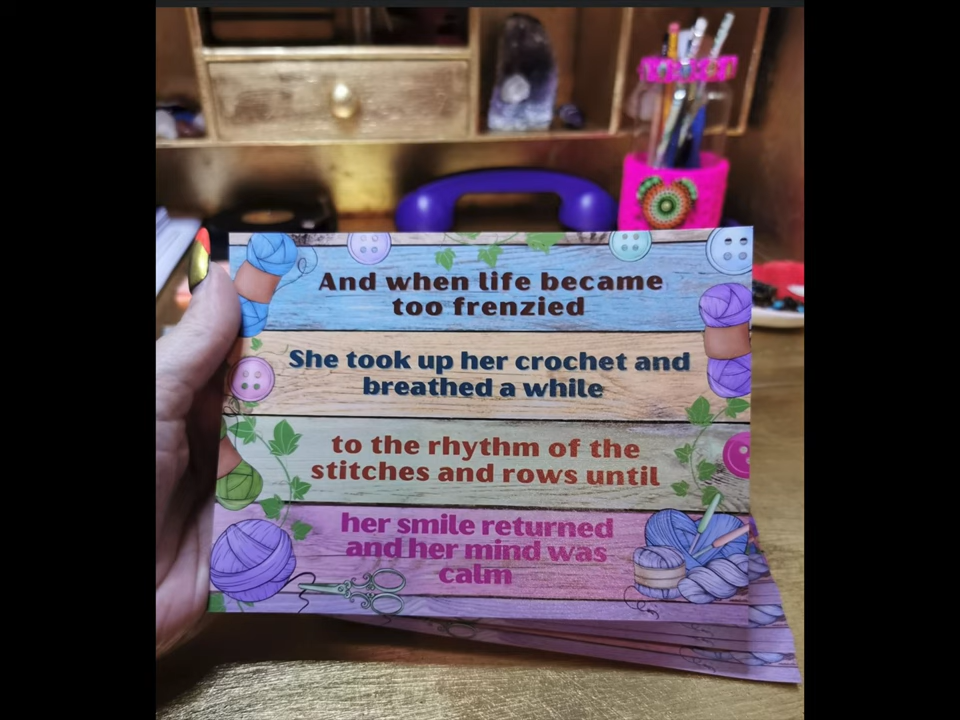 And when life became
too frenzied
She took up her crochet and
breathed a while
to the rhythm of the
stitches and rows until
her smile returned
and her mind was
calm